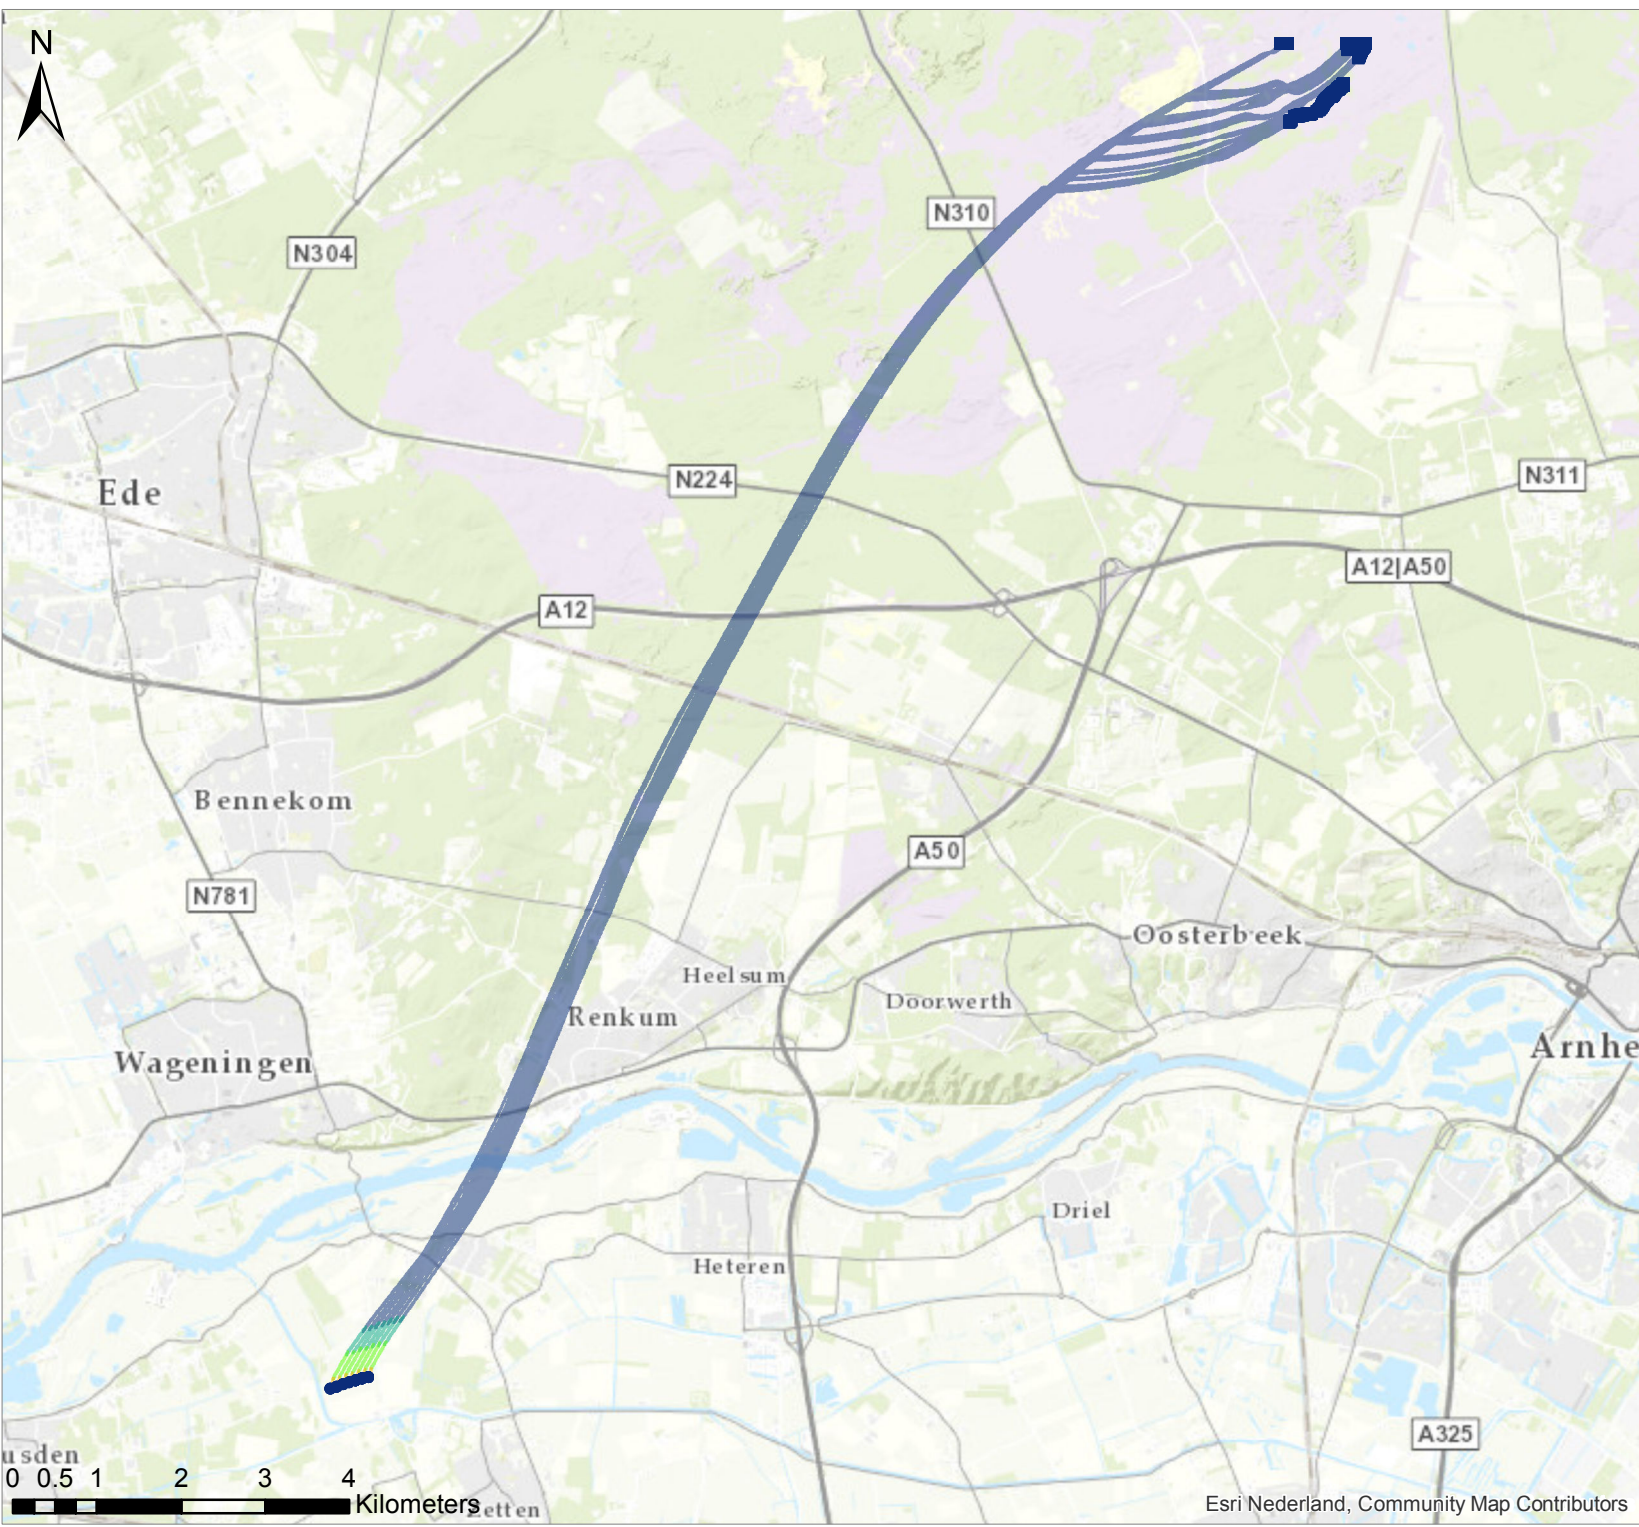 N
N310
N304
N224
N311
Ede
A12|A50
A12
Bennekom
A50
N781
Oosterbeek
Heelsum
Doorwerth
Renkum
Wageningen
Arnhe
Driel
Heteren
A325
usden
0 0.5 1 2 3 4
Kilometers
etten
Esri Nederland, Community Map Contributors